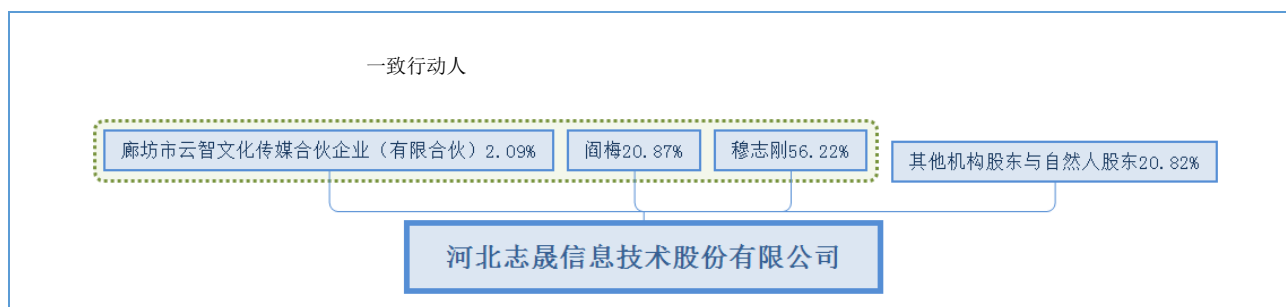 一致行动人
廊坊市云智文化传媒合伙企业（有限合伙）2.09%
阎梅20.87%
穆志刚56.22%
其他机构股东与自然人股东20.82%
河北志晟信息技术股份有限公司